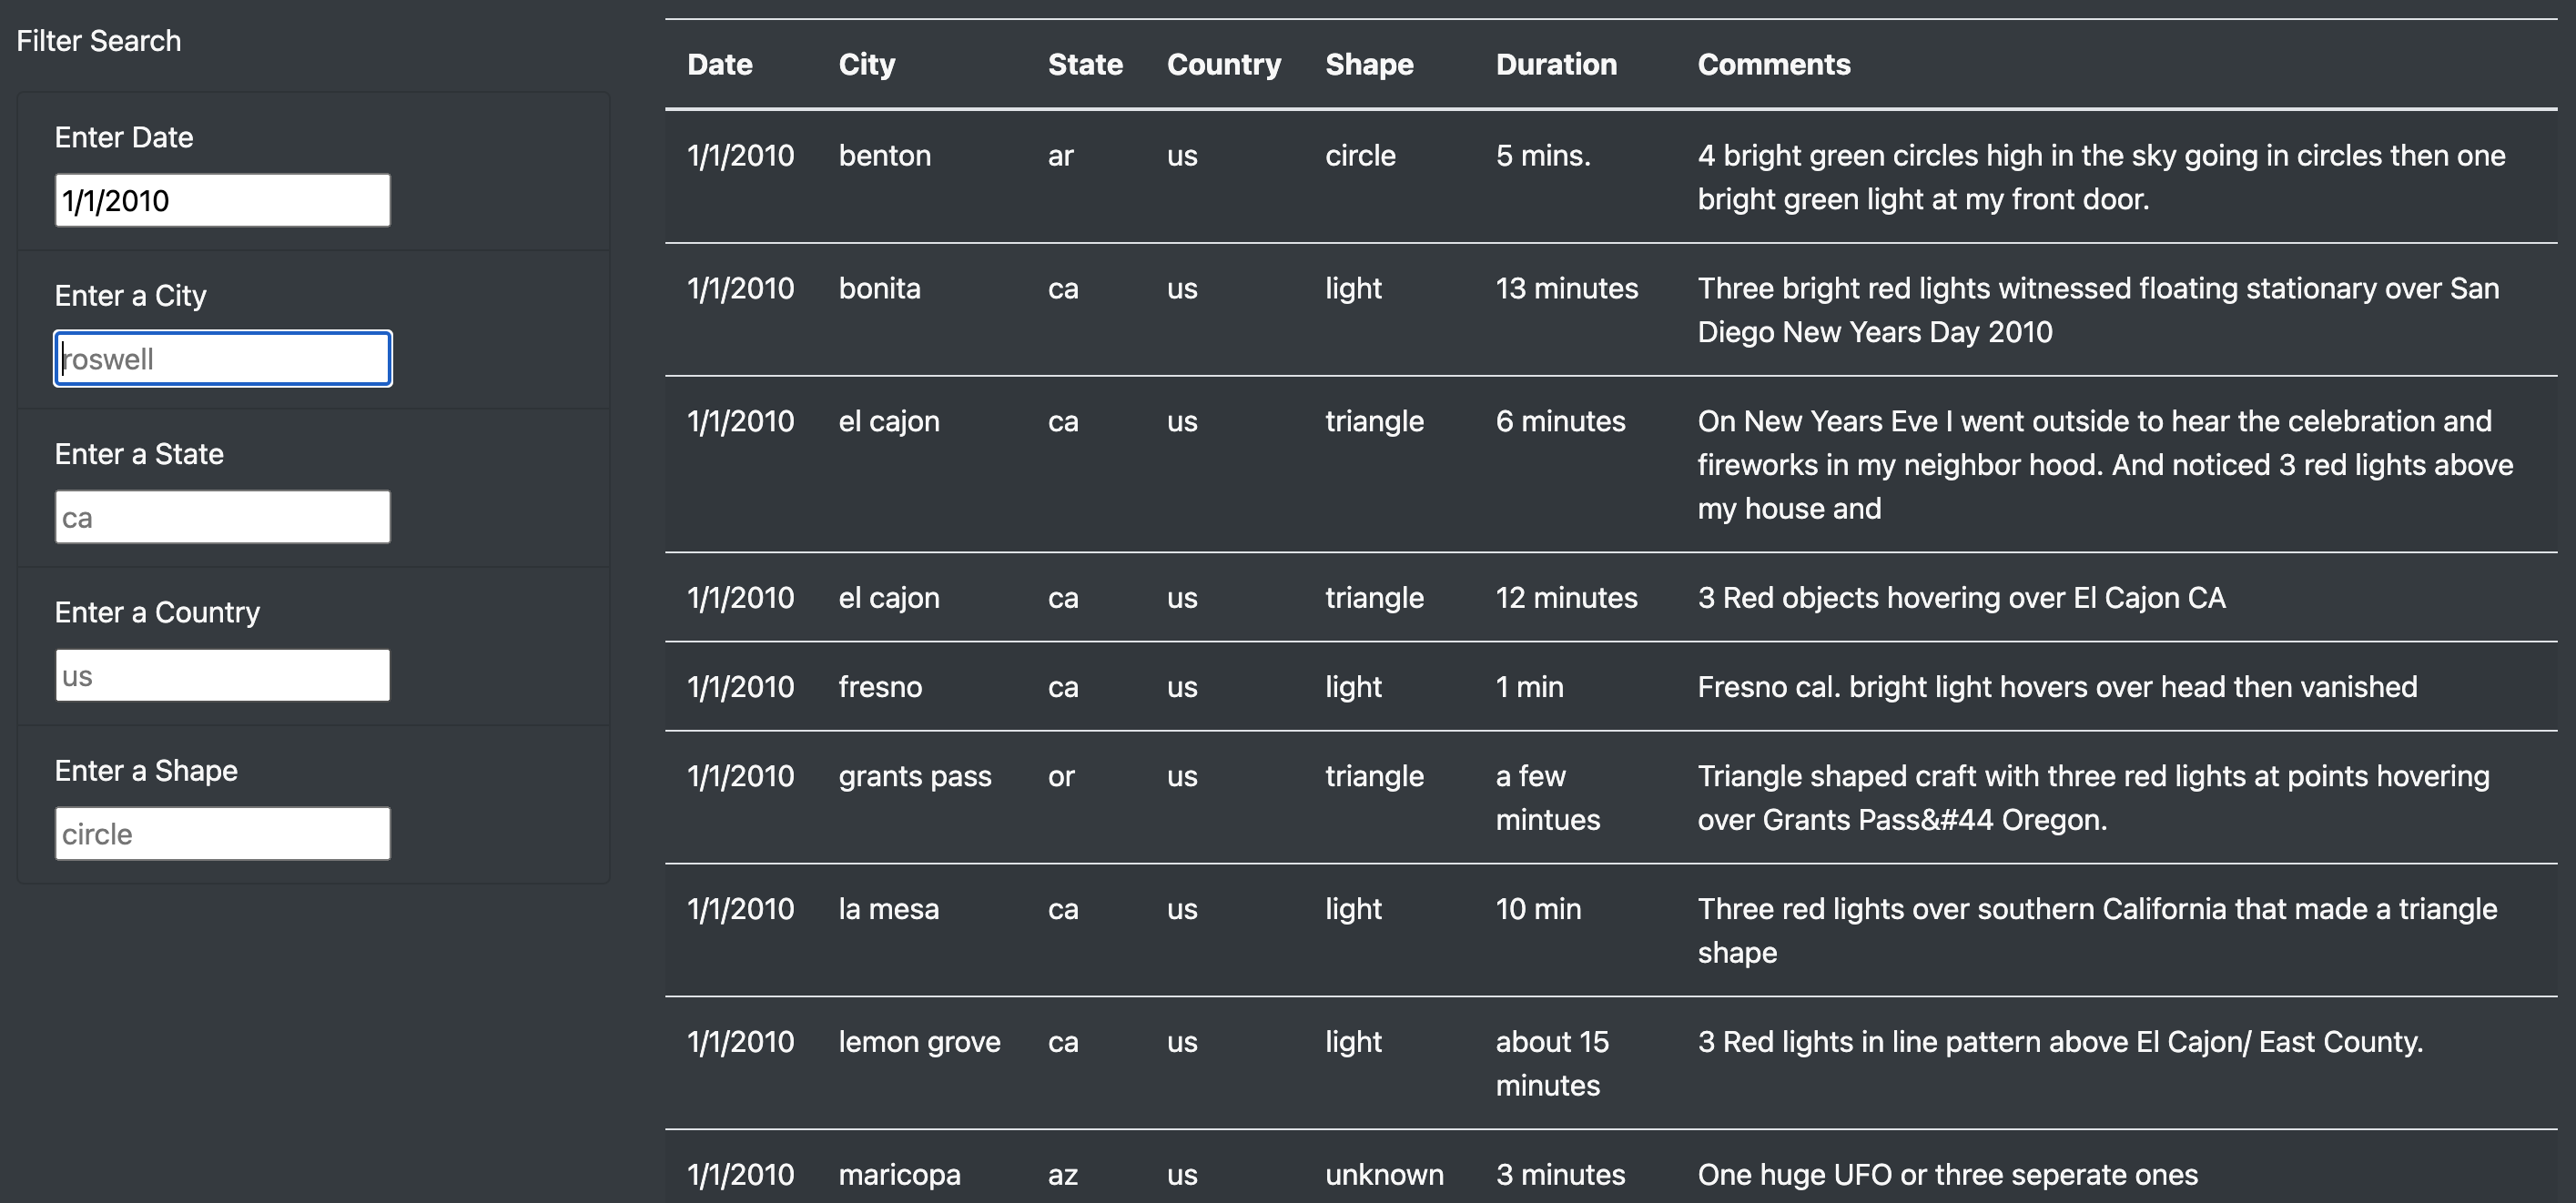 Filter Search
Enter Date
1/1/2010
Enter a City
roswell
Enter a State
ca
Enter a Country
us
Enter a Shape
circle
Date City State Country Shape Duration Comments
1/1/2010 benton ar us circle 5 mins. 4 bright green circles high in the sky going in circles then one
bright green light at my front door.
1/1/2010 bonita ca us light 13 minutes Three bright red lights witnessed floating stationary over San
Diego New Years Day 2010
1/1/2010 el cajon ca us triangle 6 minutes On New Years Eve I went outside to hear the celebration and
fireworks in my neighbor hood. And noticed 3 red lights above
my house and
1/1/2010 el cajon ca us triangle 12 minutes 3 Red objects hovering over El Cajon CA
1/1/2010 fresno ca us light 1 min Fresno cal. bright light hovers over head then vanished
1/1/2010 grants pass or us triangle a few Triangle shaped craft with three red lights at points hovering
mintues over Grants Pass&#44 Oregon.
1/1/2010 la mesa ca us light 10 min Three red lights over southern California that made a triangle
shape
1/1/2010 lemon grove ca us light about 15 3 Red lights in line pattern above El Cajon/ East County.
minutes
1/1/2010 maricopa az us unknown 3 minutes One huge UFO or three seperate ones